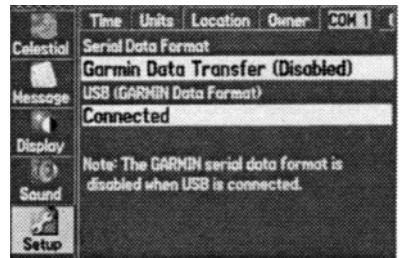 Time Units Location Owner COM 1
Celestial
Serial Data Format
Garmin Data Transfer (Disabled)
Message
USB (GARMIN Data Format)
Connected
Display
Note: The GARMIN serial data format is
disabled when USB is connected.
Sound
Setup